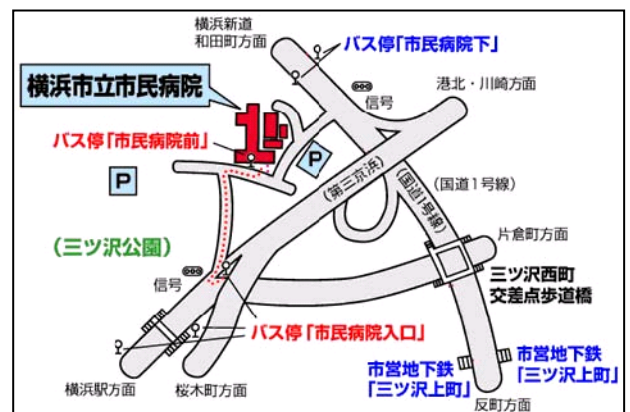 横浜新道
和田町方面
バス停「市民病院下」
横浜市立市民病院
信号
港北・川崎方面
バス停「市民病院前」
P
P
(第三京浜)
(国道1号線)
(国道1号線)
(三ツ沢公園)
片倉町方面
三ツ沢西町
交差点歩道橋
信号
バス停「市民病院入口」
市営地下鉄
「三ツ沢上町」
市営地下鉄
「三ツ沢上町」
横浜駅方面
桜木町方面
反町方面